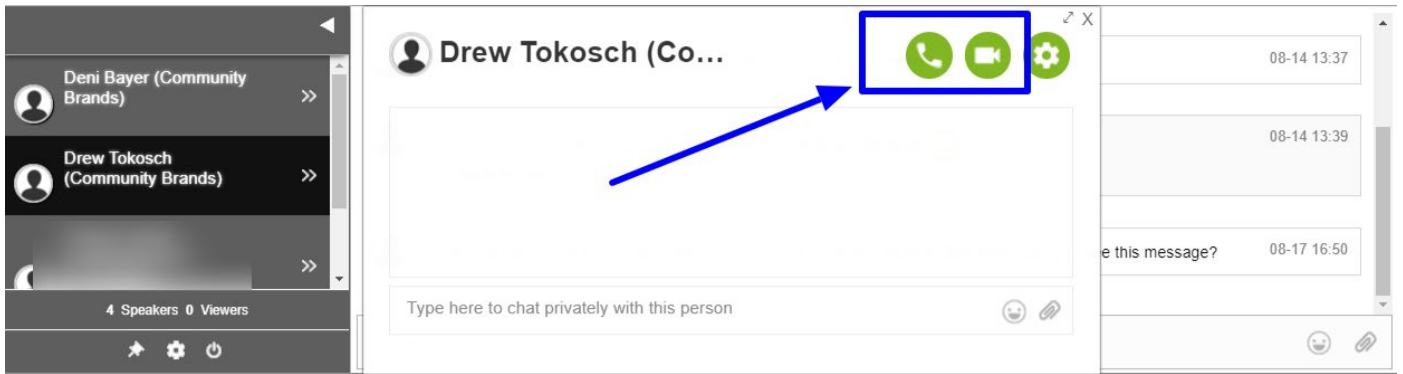 Deni Bayer (Community
Brands)
Drew Tokosch
(Community Brands)
4 Speakers 0 Viewers
Drew Tokosch (Co...
X
Type here to chat privately with this person
08-14 13:37
08-14 13:39
e this message?
08-17 16:50